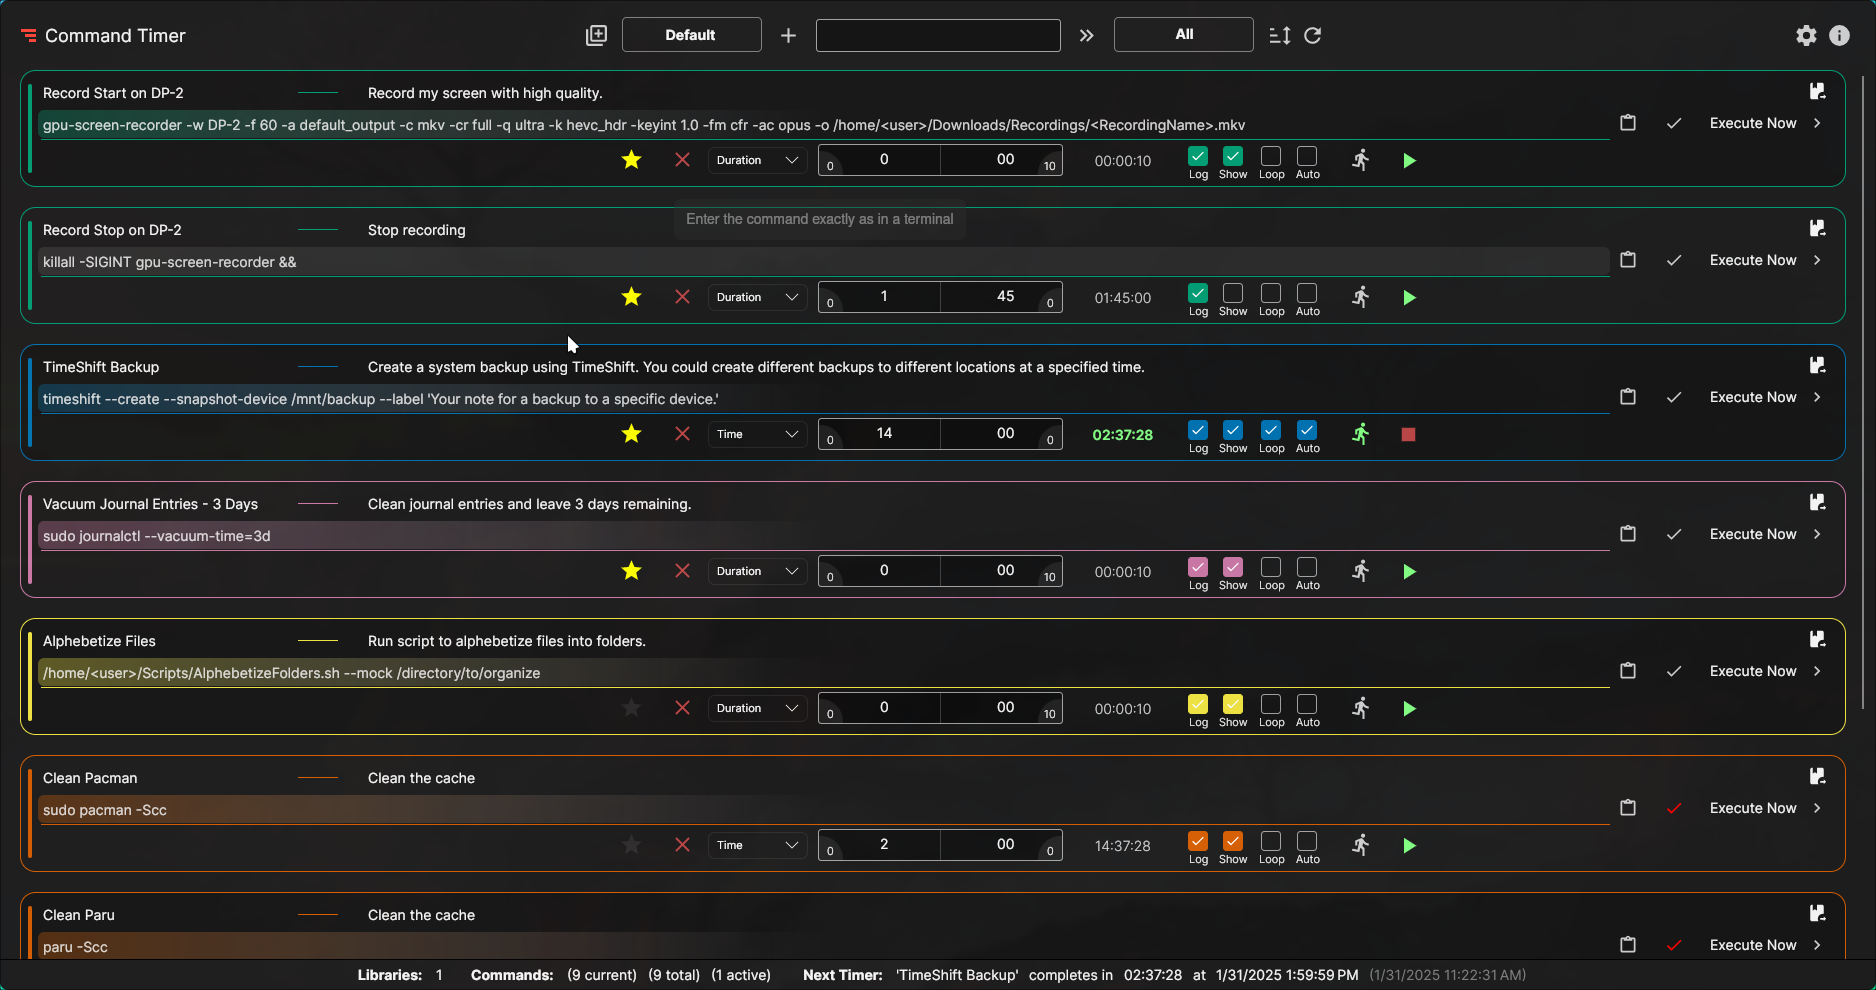 Command Timer
Default
All
Record Start on DP-2
Record my screen with high quality.
gpu-screen-recorder -w DP-2 -f 60 -a default_output -c mkv -cr full -q ultra -k hevc_hdr -keyint 1.0 -fm cfr -ac opus -o /home/<user>/Downloads/Recordings/<RecordingName>.mkv
Execute Now
Duration
0 0 00 10
00:00:10
Log Show Loop Auto
Enter the command exactly as in a terminal
Record Stop on DP-2
Stop recording
killall -SIGINT gpu-screen-recorder &&
Execute Now
Duration
0 1 45 0
01:45:00
Log Show Loop Auto
TimeShift Backup
Create a system backup using TimeShift. You could create different backups to different locations at a specified time.
timeshift --create --snapshot-device /mnt/backup --label 'Your note for a backup to a specific device.'
Execute Now
Time
0 14 00 0
02:37:28
Log Show Loop Auto
Vacuum Journal Entries - 3 Days
Clean journal entries and leave 3 days remaining.
sudo journalctl --vacuum-time=3d
Execute Now
Duration
0 0 00 10
00:00:10
Log Show Loop Auto
Alphebetize Files
Run script to alphebetize files into folders.
/home/<user>/Scripts/AlphebetizeFolders.sh --mock /directory/to/organize
Execute Now
Duration
0 0 00 10
00:00:10
Log Show Loop Auto
Clean Pacman
Clean the cache
sudo pacman -Scc
Execute Now
Time
0 2 00 0
14:37:28
Log Show Loop Auto
Clean Paru
Clean the cache
paru -Scc
Execute Now
Libraries: 1 Commands: (9 current) (9 total) (1 active) Next Timer: 'TimeShift Backup' completes in 02:37:28 at 1/31/2025 1:59:59 PM (1/31/2025 11:22:31 AM)